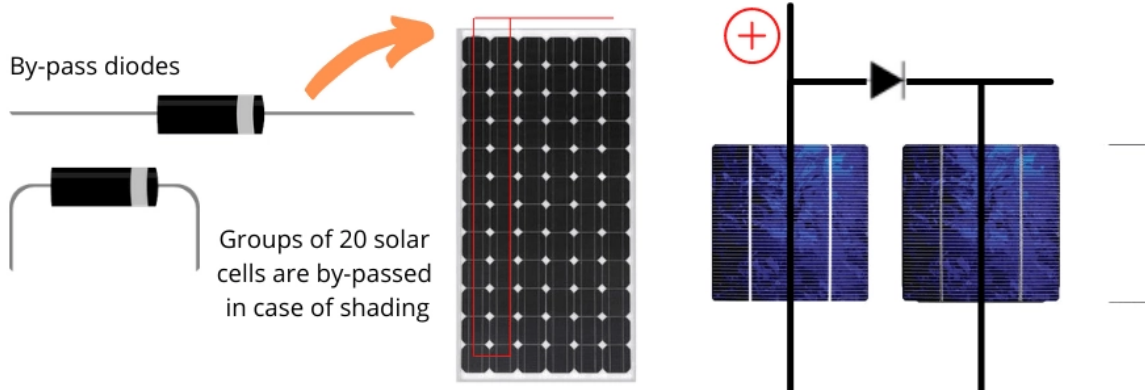 By-pass diodes
Groups of 20 solar
cells are by-passed
in case of shading